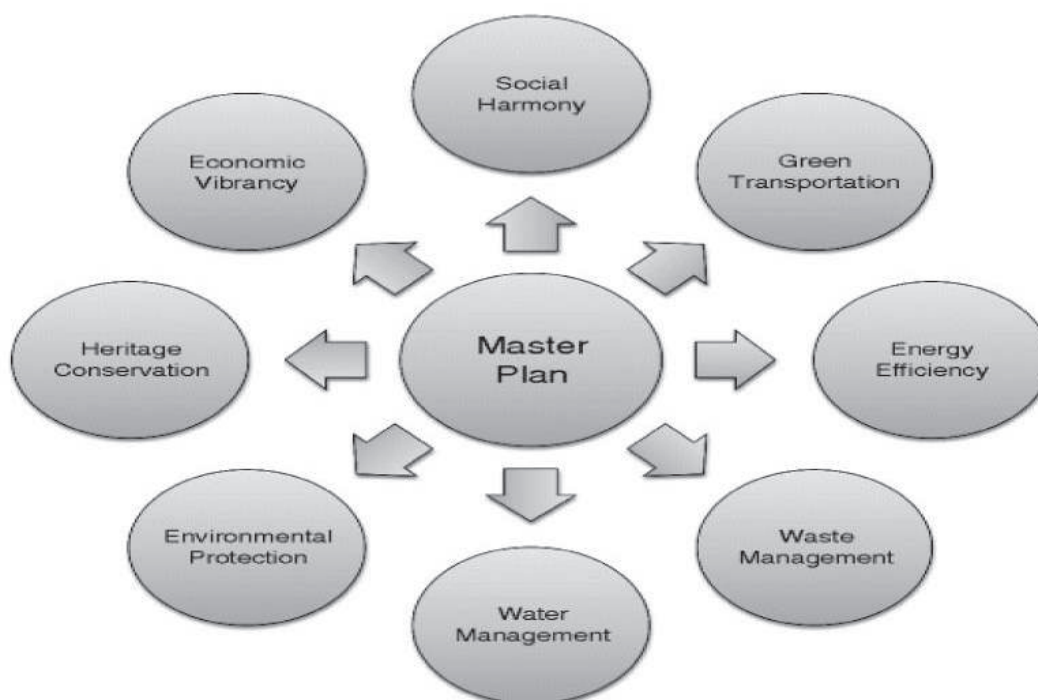 Social
Harmony
Green
Transportation
Energy
Efficiency
Waste
Management
Water
Management
Environmental
Protection
Heritage
Conservation
Economic
Vibrancy
Master
Plan